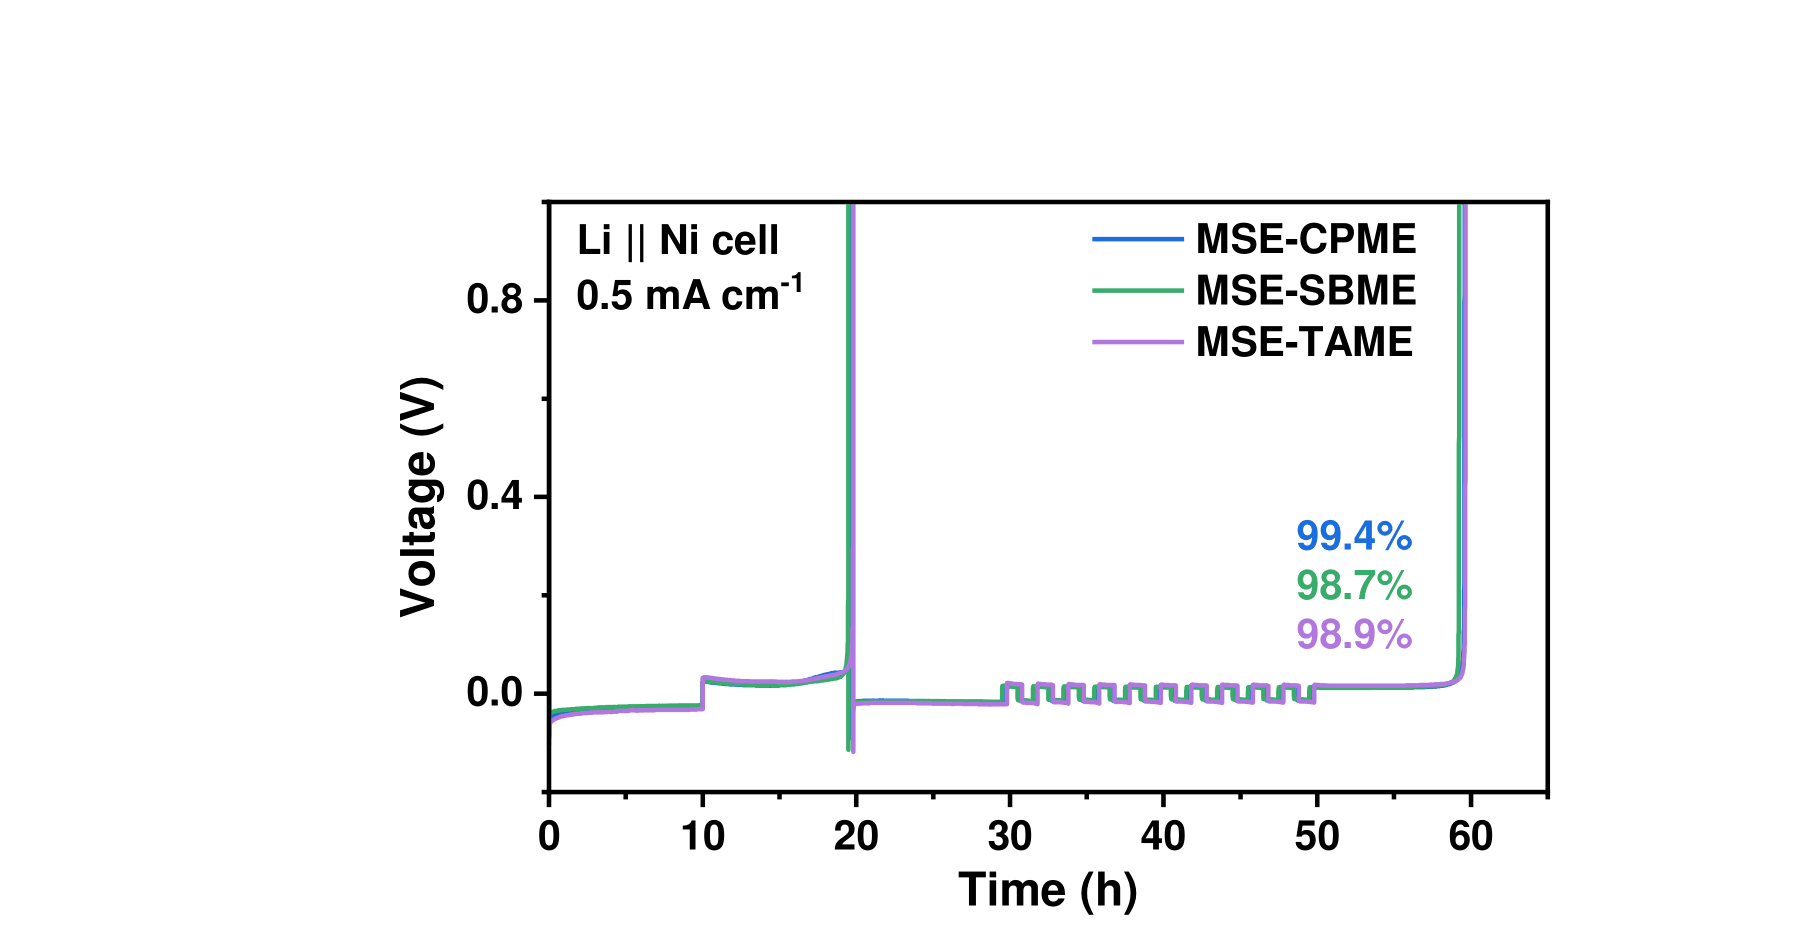 Li || Ni cell
0.5 mA cm-1
MSE-CPME
MSE-SBME
MSE-TAME
99.4%
98.7%
98.9%
Voltage (V)
0.8
0.4
0.0
0 10 20 30 40 50 60
Time (h)